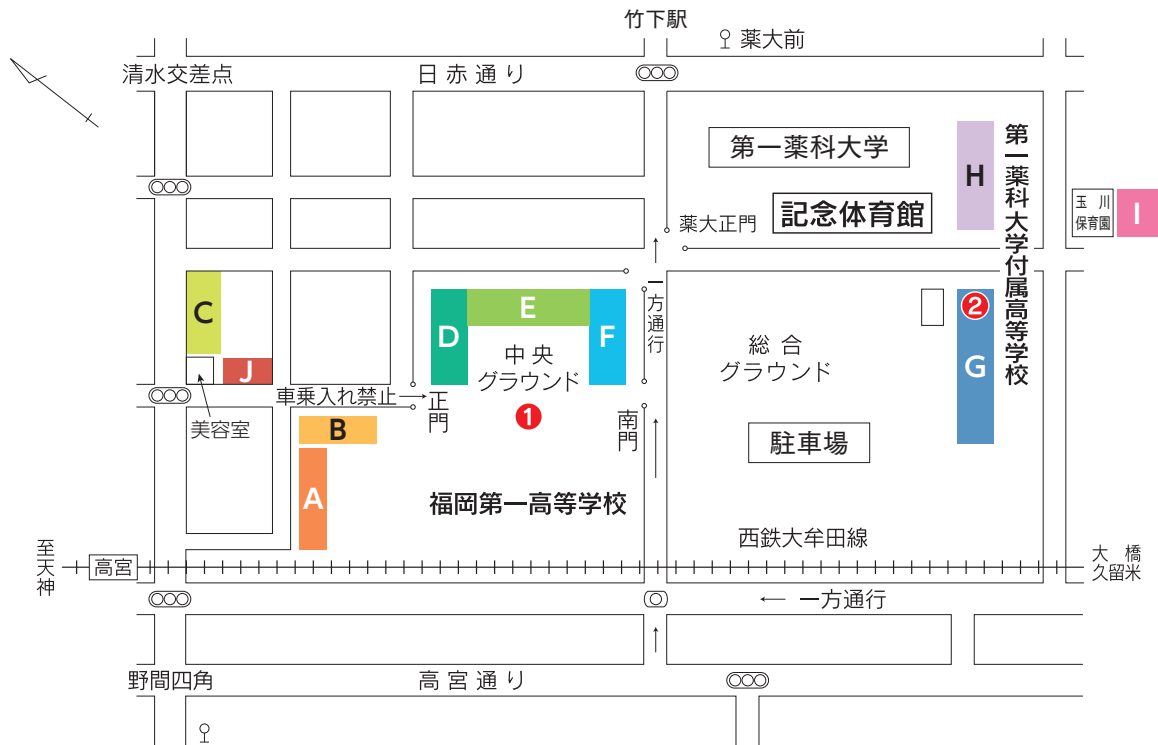 竹下駅
薬大前
清水交差点
日赤通り
第一薬科大学
H
第一薬科大学付属高等学校
記念体育館
玉川
保育園
I
薬大正門
一方通行
C
D
E
F
2
中央
グラウンド
総合
グラウンド
G
J
車乗入れ禁止
正門
1
南門
美容室
B
駐車場
A
福岡第一高等学校
西鉄大牟田線
至天神
高宮
大橋
久留米
一方通行
野間四角
高宮通り